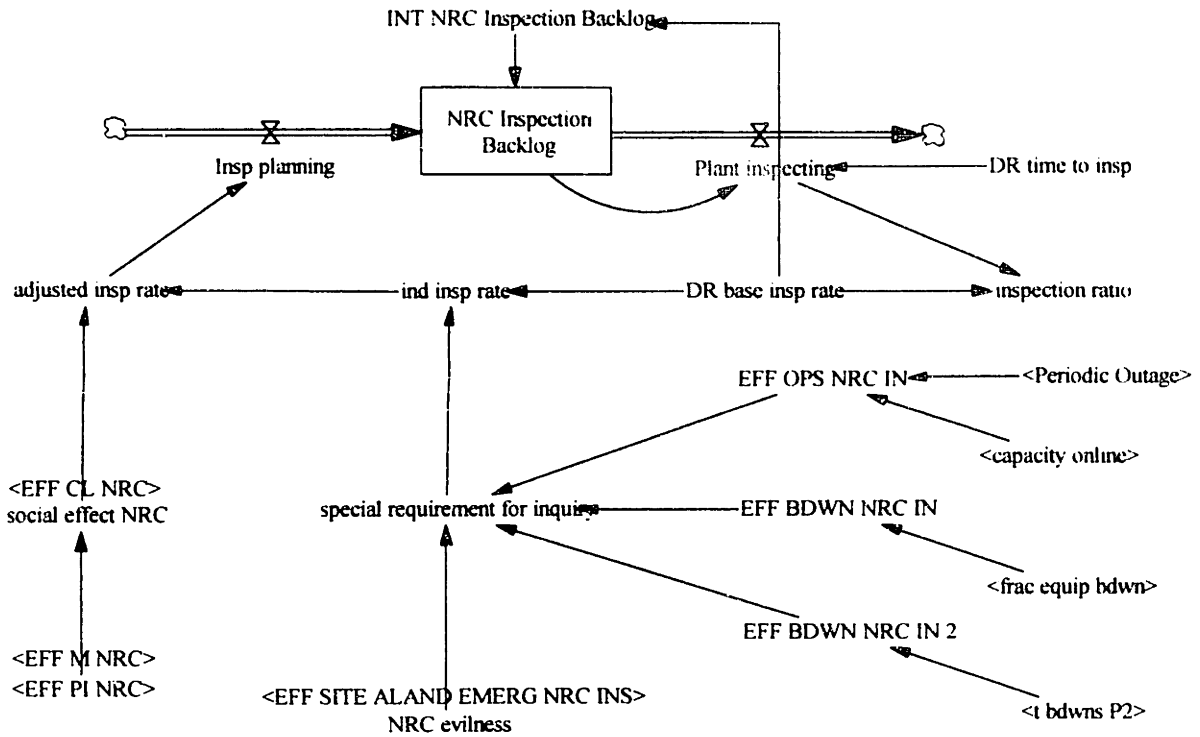 INT NRC Inspection Backlog
NRC Inspection
Backlog
Insp planning
Plant inspecting
DR time to insp
adjusted insp rate
ind insp rate
DR base insp rate
inspection ratio
EFF OPS NRC IN
<Periodic Outage>
<capacity online>
<EFF CL NRC>
social effect NRC
special requirement for inquiry
EFF BDWN NRC IN
<frac equip bdwn>
EFF BDWN NRC IN 2
<EFF M NRC>
<EFF PI NRC>
<EFF SITE ALAND EMERG NRC INS>
NRC evilness
<t bdwns P2>